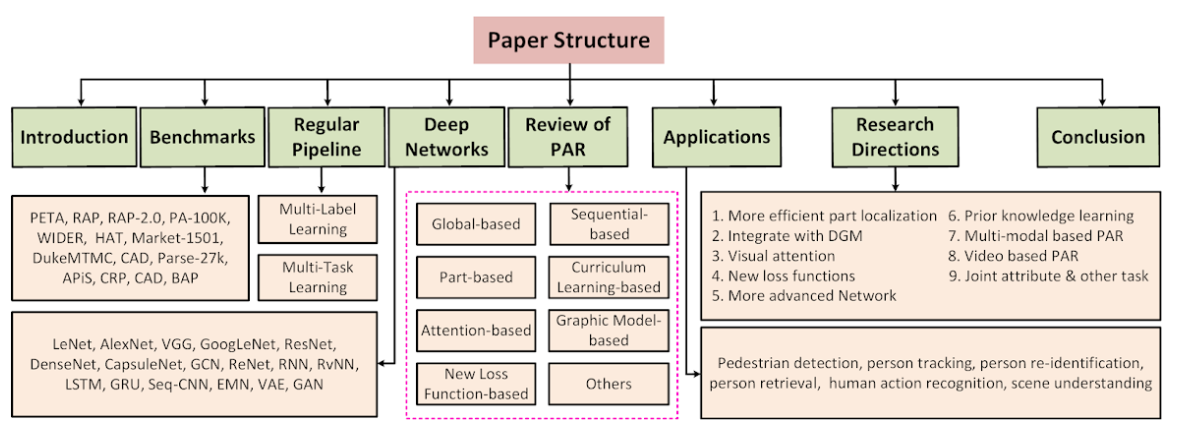 Paper Structure
Introduction
Benchmarks
Regular
Pipeline
Deep
Networks
Review of
PAR
Applications
Research
Directions
Conclusion
PETA, RAP, RAP-2.0, PA-100K,
WIDER, HAT, Market-1501,
DukeMTMC, CAD, Parse-27k,
APiS, CRP, CAD, BAP
Multi-Label
Learning
Multi-Task
Learning
LeNet, AlexNet, VGG, GoogLeNet, ResNet,
DenseNet, CapsuleNet, GCN, ReNet, RNN, RvNN,
LSTM, GRU, Seq-CNN, EMN, VAE, GAN
Global-based
Part-based
Attention-based
New Loss
Function-based
Sequential-
based
Curriculum
Learning-based
Graphic Model-
based
Others
1. More efficient part localization
2. Integrate with DGM
3. Visual attention
4. New loss functions
5. More advanced Network
6. Prior knowledge learning
7. Multi-modal based PAR
8. Video based PAR
9. Joint attribute & other task
Pedestrian detection, person tracking, person re-identification,
person retrieval, human action recognition, scene understanding